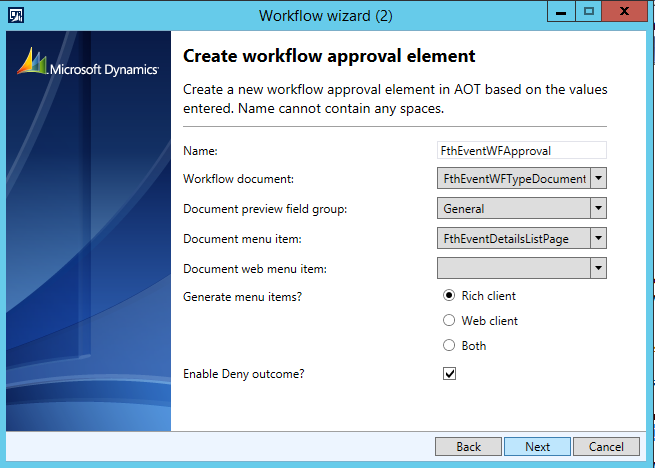 Workflow wizard (2)
Microsoft Dynamics
Create workflow approval element
Create a new workflow approval element in AOT based on the values
entered. Name cannot contain any spaces.
Name: FthEventWFApproval
Workflow document: FthEventWFTypeDocument
Document preview field group: General
Document menu item: FthEventDetailsListPage
Document web menu item:
Generate menu items? Rich client
Web client
Both
Enable Deny outcome?
Back Next Cancel